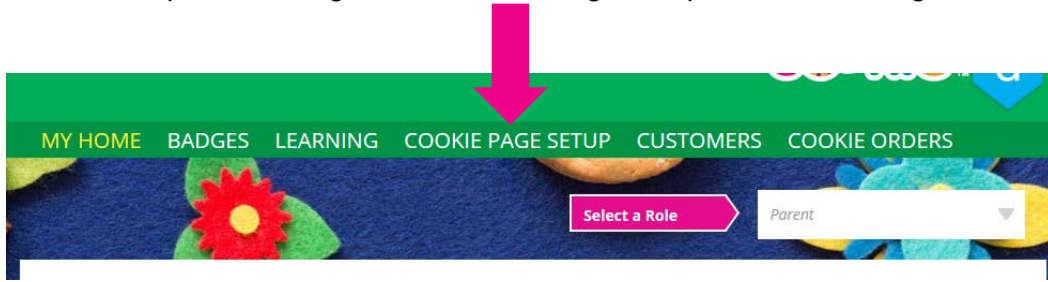 MY HOME BADGES LEARNING COOKIE PAGE SETUP CUSTOMERS COOKIE ORDERS
Select a Role Parent